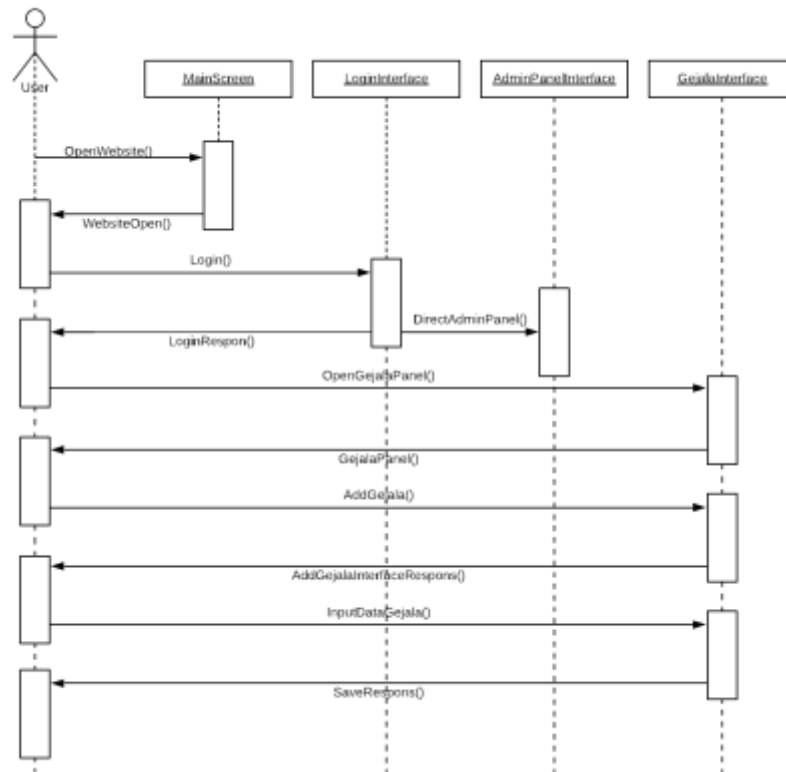 User
MainScreen
LoginInterface
AdminPanelInterface
GejalaInterface
OpenWebsite()
WebsiteOpen()
Login()
DirectAdminPanel()
LoginRespon()
OpenGejalaPanel()
GejalaPanel()
AddGejala()
AddGejalaInterfaceRespons()
InputDataGejala()
SaveRespons()